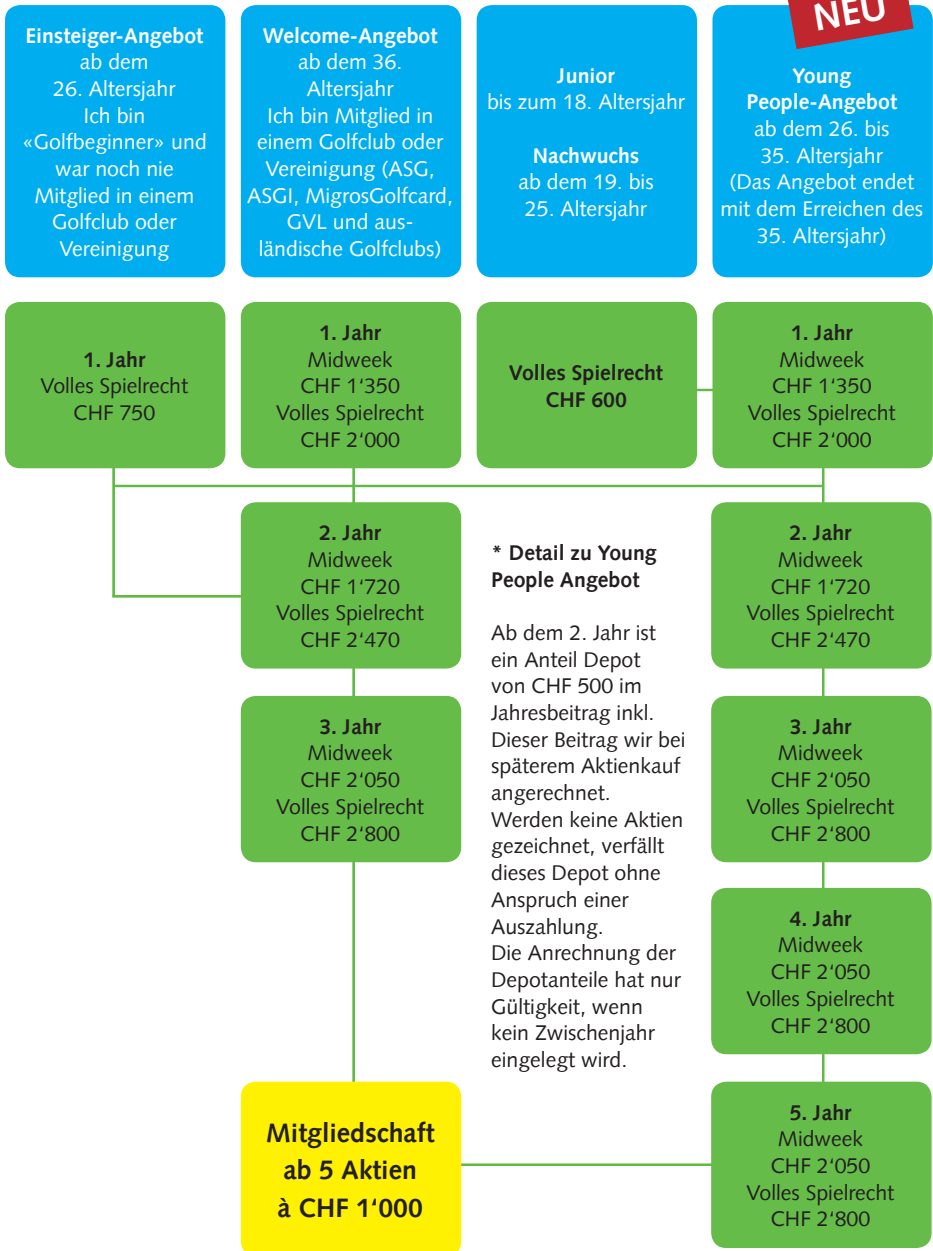 NEU
Einsteiger-Angebot
ab dem
26. Altersjahr
Ich bin
«Golfbeginner» und
war noch nie
Mitglied in einem
Golfclub oder
Vereinigung
Welcome-Angebot
ab dem 36.
Altersjahr
Ich bin Mitglied in
einem Golfclub oder
Vereinigung (ASG,
ASGI, MigrosGolfcard,
GVL und aus-
ländische Golfclubs)
Junior
bis zum 18. Altersjahr
Nachwuchs
ab dem 19. bis
25. Altersjahr
Young
People-Angebot
ab dem 26. bis
35. Altersjahr
(Das Angebot endet
mit dem Erreichen des
35. Altersjahr)
1. Jahr
Volles Spielrecht
CHF 750
1. Jahr
Midweek
CHF 1‘350
Volles Spielrecht
CHF 2‘000
Volles Spielrecht
CHF 600
1. Jahr
Midweek
CHF 1‘350
Volles Spielrecht
CHF 2‘000
2. Jahr
Midweek
CHF 1‘720
Volles Spielrecht
CHF 2‘470
3. Jahr
Midweek
CHF 2‘050
Volles Spielrecht
CHF 2‘800
Mitgliedschaft
ab 5 Aktien
à CHF 1‘000
* Detail zu Young
People Angebot
Ab dem 2. Jahr ist
ein Anteil Depot
von CHF 500 im
Jahresbeitrag inkl.
Dieser Beitrag wir bei
späterem Aktienkauf
angerechnet.
Werden keine Aktien
gezeichnet, verfällt
dieses Depot ohne
Anspruch einer
Auszahlung.
Die Anrechnung der
Depotanteile hat nur
Gültigkeit, wenn
kein Zwischenjahr
eingelegt wird.
2. Jahr
Midweek
CHF 1‘720
Volles Spielrecht
CHF 2‘470
3. Jahr
Midweek
CHF 2‘050
Volles Spielrecht
CHF 2‘800
4. Jahr
Midweek
CHF 2‘050
Volles Spielrecht
CHF 2‘800
5. Jahr
Midweek
CHF 2‘050
Volles Spielrecht
CHF 2‘800